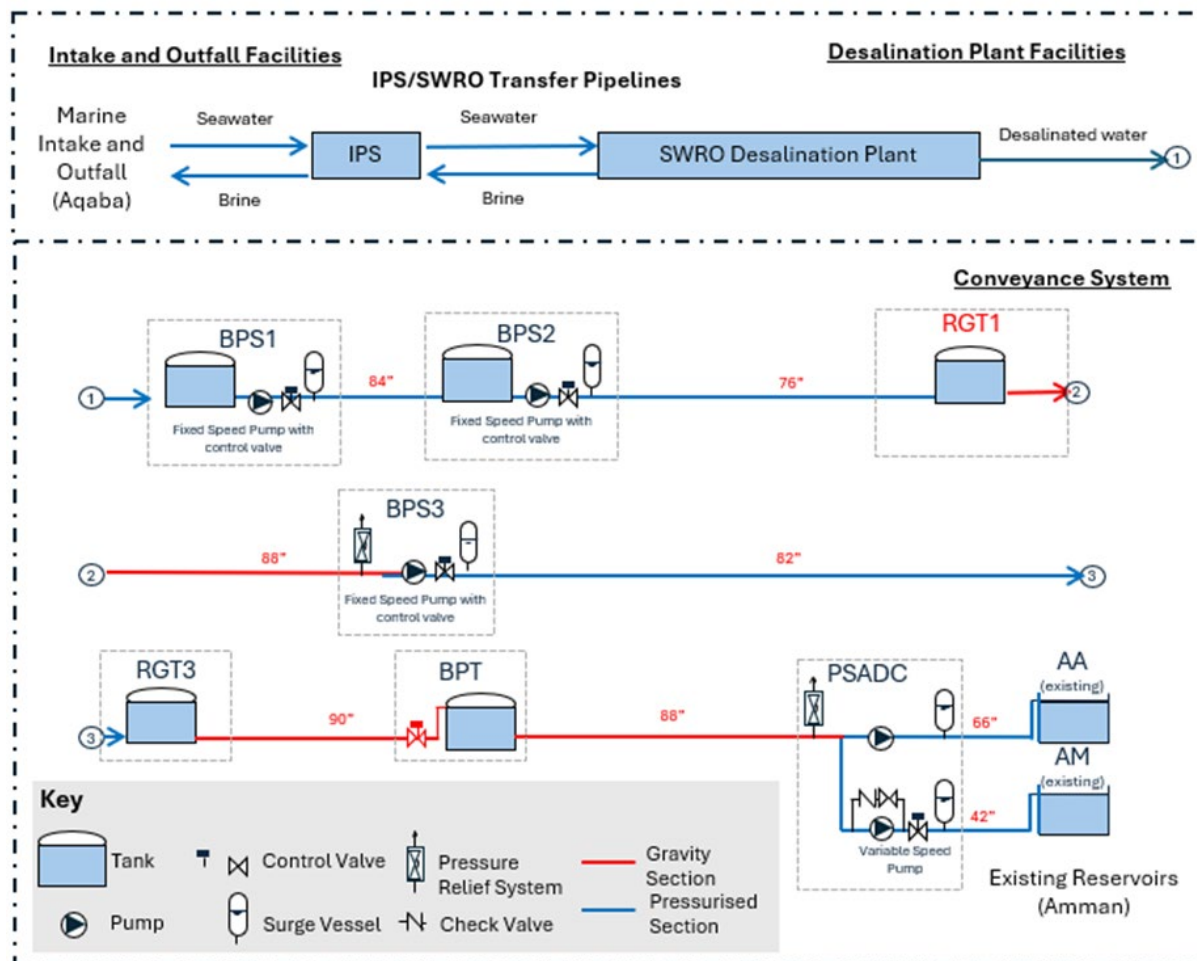 Intake and Outfall Facilities
Desalination Plant Facilities
IPS/SWRO Transfer Pipelines
Marine
Intake and
Outfall
(Aqaba)
Seawater
Brine
IPS
Seawater
Brine
SWRO Desalination Plant
Desalinated water
1
Conveyance System
1
BPS1
Fixed Speed Pump with
control valve
84"
BPS2
Fixed Speed Pump with
control valve
76"
RGT1
2
2
88"
BPS3
Fixed Speed Pump with
control valve
82"
3
3
RGT3
90"
BPT
88"
PSADC
66"
AA
(existing)
42"
AM
(existing)
Variable Speed
Pump
Existing Reservoirs
(Amman)
Key
Tank
Control Valve
Pressure
Relief System
Gravity
Section
Pump
Surge Vessel
Check Valve
Pressurised
Section